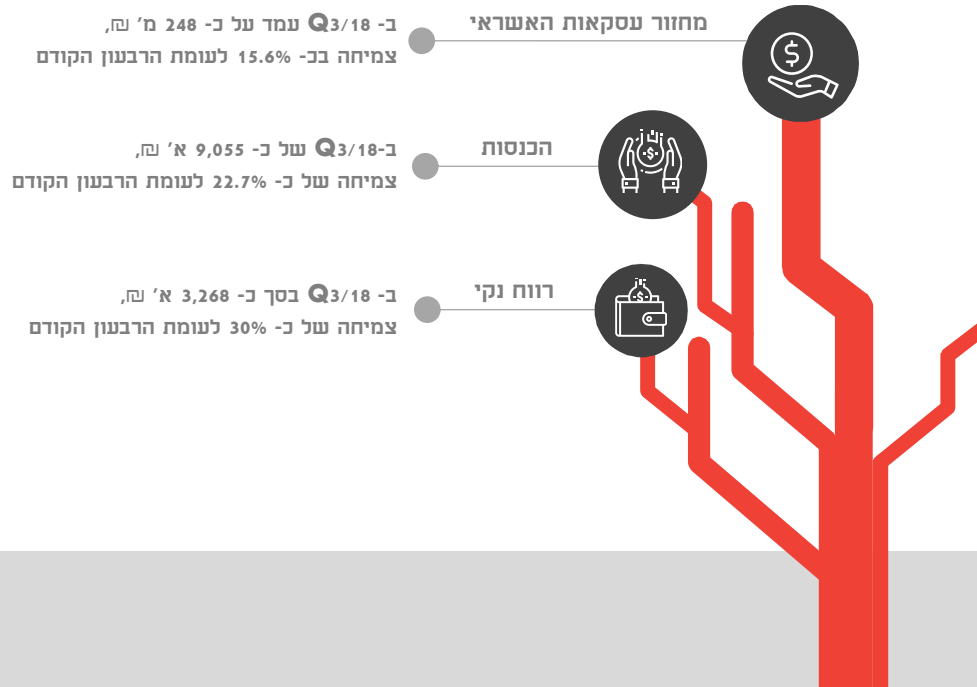 מחזור עסקאות האשראי
ב- Q3/18 עמד על כ- 248 מ' ₪,
צמיחה בכ- 15.6% לעומת הרבעון הקודם
הכנסות
ב-Q3/18 של כ- 9,055 א' ₪,
צמיחה של כ- 22.7% לעומת הרבעון הקודם
רווח נקי
ב- Q3/18 בסך כ- 3,268 א' ₪,
צמיחה של כ- 30% לעומת הרבעון הקודם